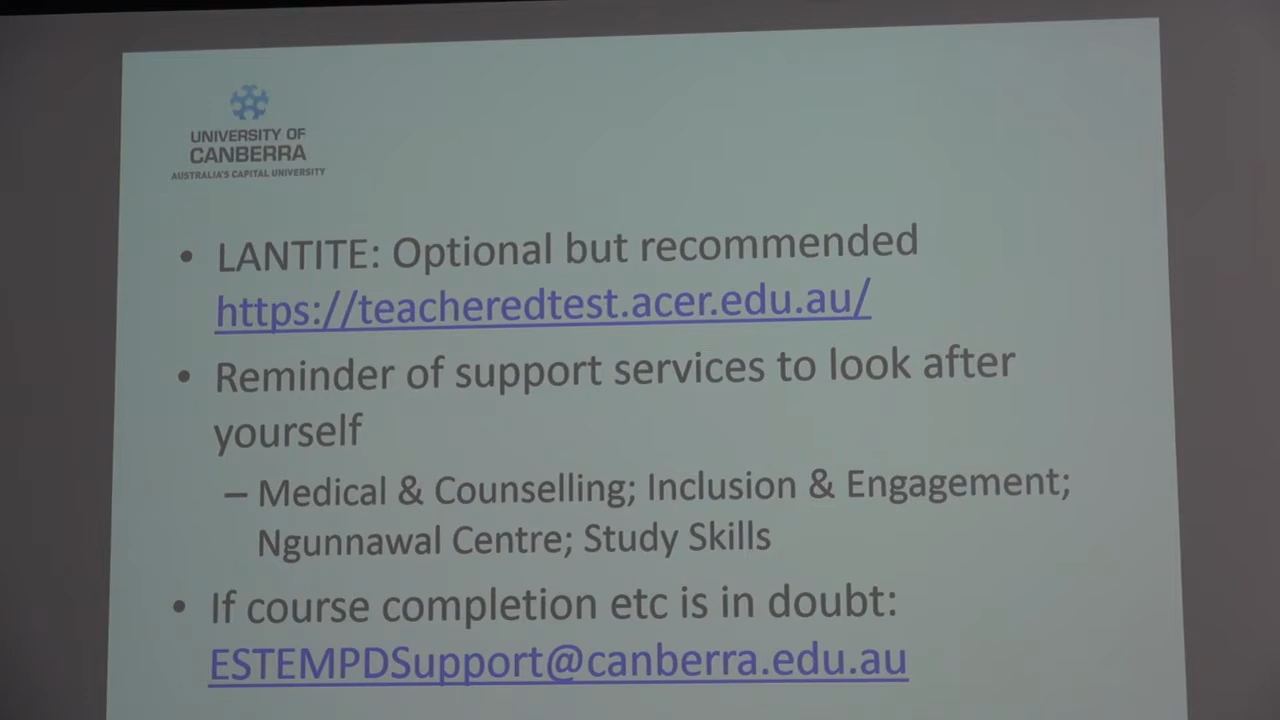 UNIVERSITY OF
CANBERRA
AUSTRALIA'S CAPITAL UNIVERSITY
• LANTITE: Optional but recommended
https://teacheredtest.acer.edu.au/
• Reminder of support services to look after
yourself
– Medical & Counselling; Inclusion & Engagement;
Ngunnawal Centre; Study Skills
• If course completion etc is in doubt:
ESTEMPDSupport@canberra.edu.au